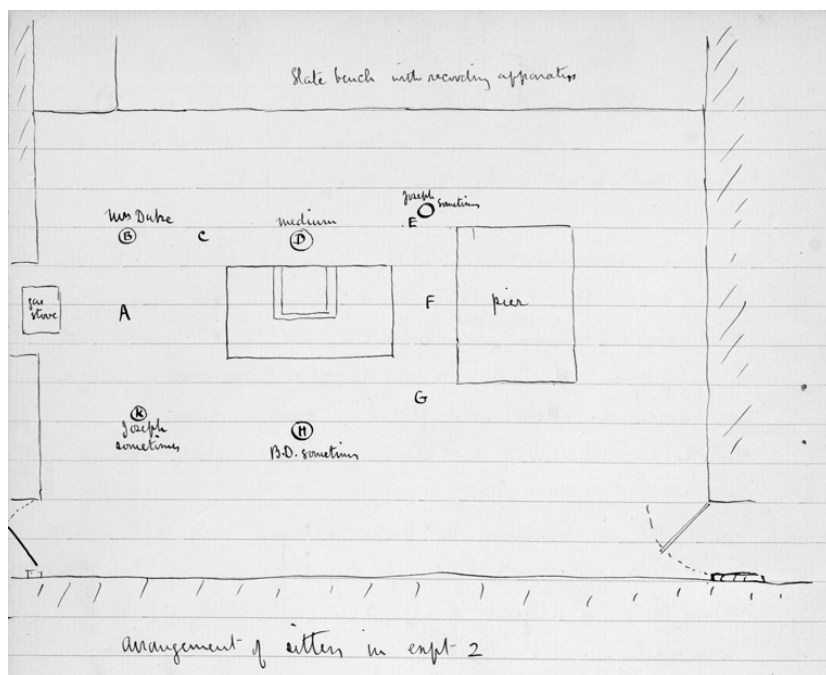 Slate bench with recording apparatus
Joseph
sometimes
Mrs Duke
medium
E
B
C
D
gas
stove
A
F
pier
G
K
Joseph
sometimes
H
B.D. sometimes
arrangement of sitters in expt 2